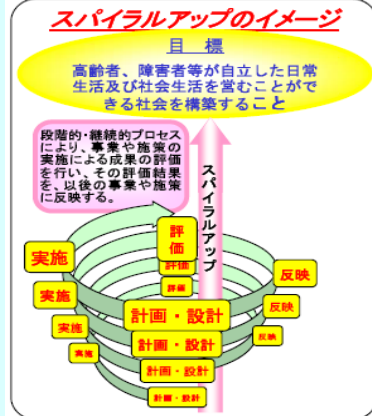 スパイラルアップのイメージ
目 標
高齢者、障害者等が自立した日常
生活及び社会生活を営むことがで
きる社会を構築すること
段階的・継続的プロセス
により、事業や施策の
実施による成果の評価
を行い、その評価結果
を、以後の事業や施策
に反映する。
スパイラルアップ
評価
評価
評価
実施
実施
実施
実施
反映
反映
反映
計画・設計
計画・設計
計画・設計
計画・設計